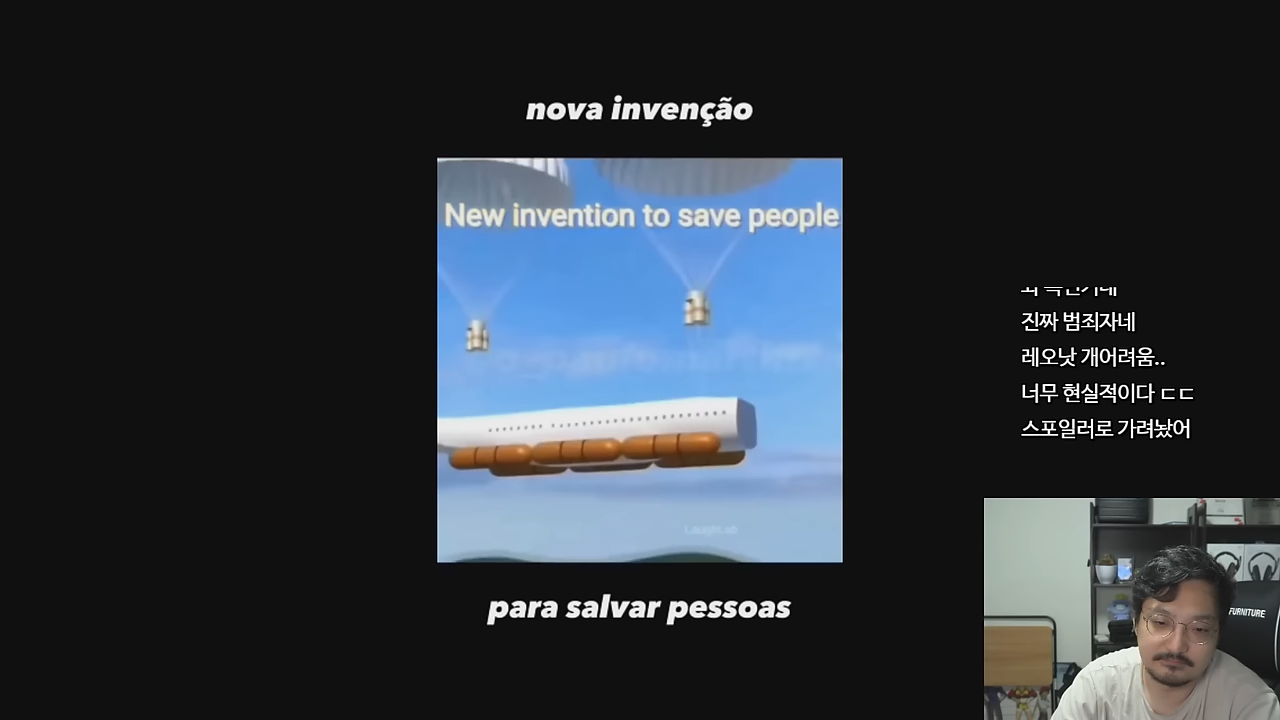 nova invenção
New invention to save people
para salvar pessoas
진짜 범죄자네
레오낫 개어려움..
너무 현실적이다 ㄷㄷ
스포일러로 가려놨어
FURNITURE